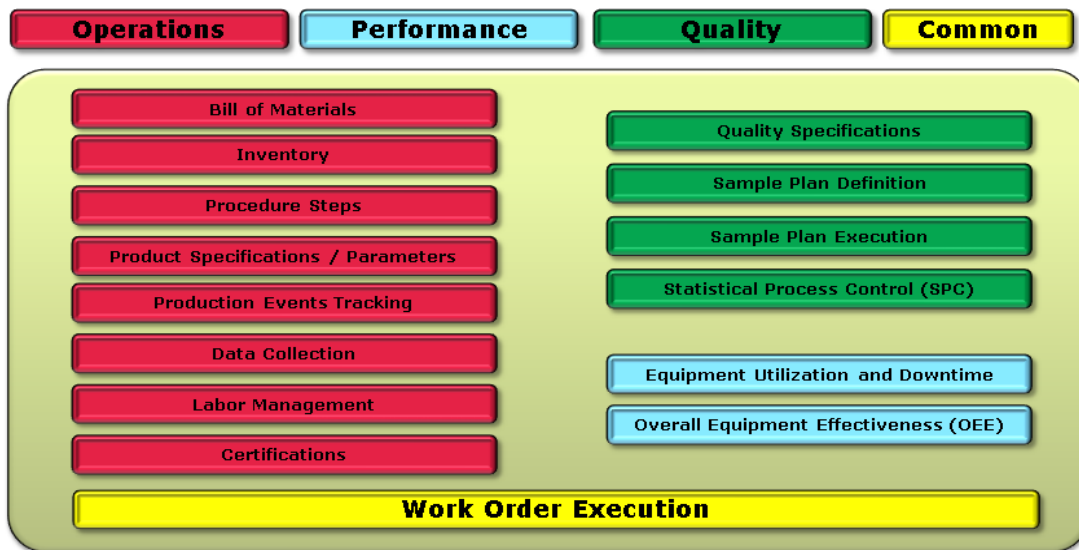 Operations
Performance
Quality
Common
Bill of Materials
Inventory
Procedure Steps
Product Specifications / Parameters
Production Events Tracking
Data Collection
Labor Management
Certifications
Quality Specifications
Sample Plan Definition
Sample Plan Execution
Statistical Process Control (SPC)
Equipment Utilization and Downtime
Overall Equipment Effectiveness (OEE)
Work Order Execution